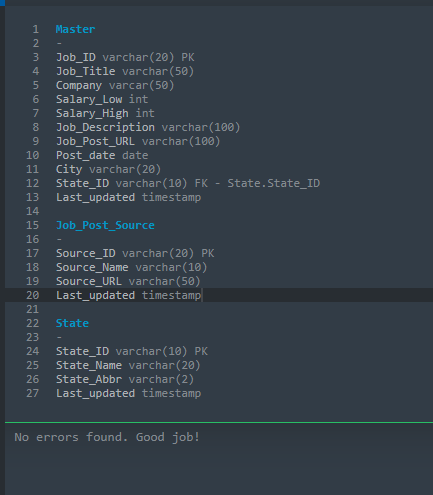 1 Master
2 -
3 Job_ID varchar(20) PK
4 Job_Title varchar(50)
5 Company varcar(50)
6 Salary_Low int
7 Salary_High int
8 Job_Description varchar(100)
9 Job_Post_URL varchar(100)
10 Post_date date
11 City varchar(20)
12 State_ID varchar(10) FK - State.State_ID
13 Last_updated timestamp
14
15 Job_Post_Source
16 -
17 Source_ID varchar(20) PK
18 Source_Name varchar(10)
19 Source_URL varchar(50)
20 Last_updated timestamp
21
22 State
23 -
24 State_ID varchar(10) PK
25 State_Name varchar(20)
26 State_Abbr varchar(2)
27 Last_updated timestamp
No errors found. Good job!